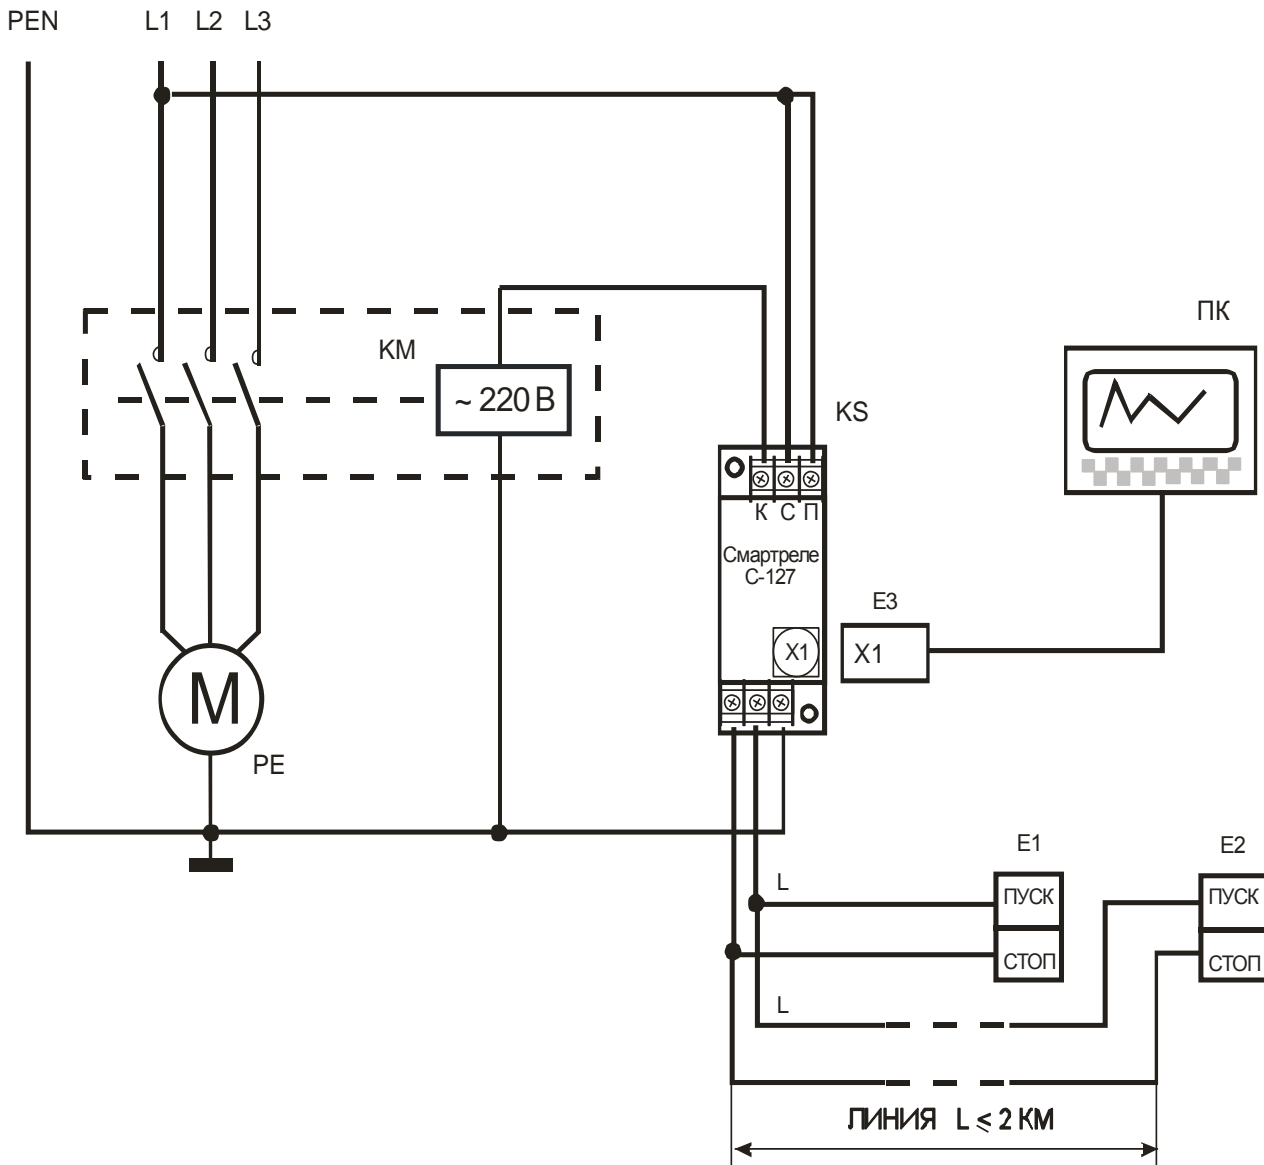 PEN L1 L2 L3
ПК
KM
~ 220 В
KS
К С П
Смартреле
С-127
E3
X1 X1
M
PE
E1 E2
L
ПУСК ПУСК
СТОП СТОП
L
ЛИНИЯ L ≤ 2 КМ